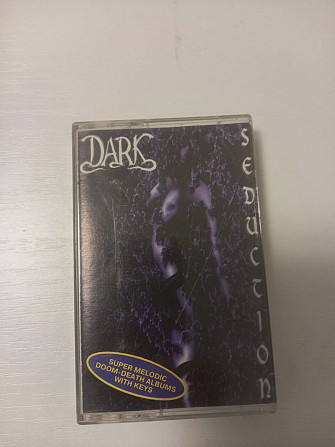 DARK
SEDUCTION
SUPER MELODIC
DOOM-DEATH ALBUMS
WITH KEYS